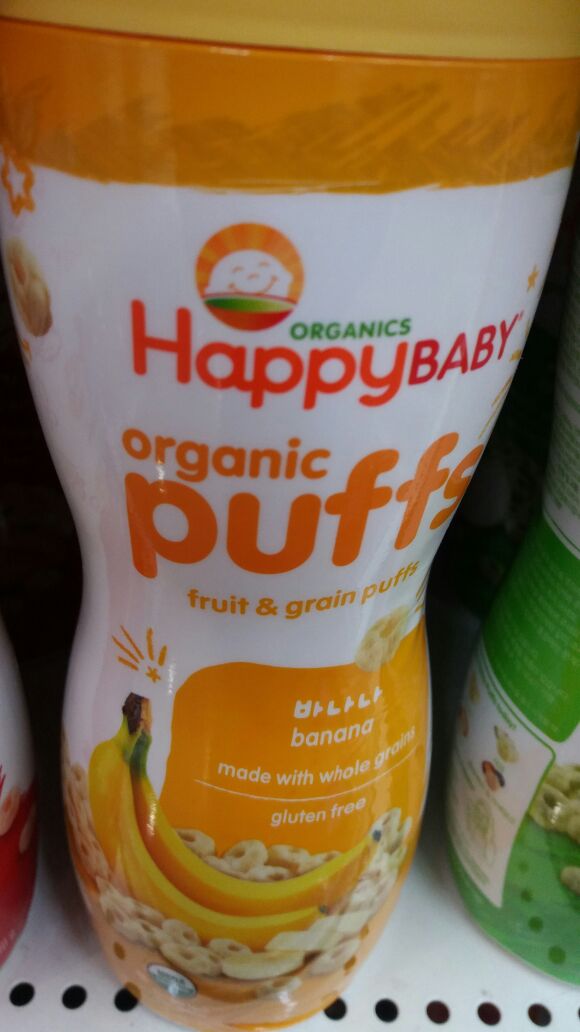 ORGANICS
HappyBABY
organic
puffs
fruit & grain puffs
바나나
banana
made with whole grains
gluten free